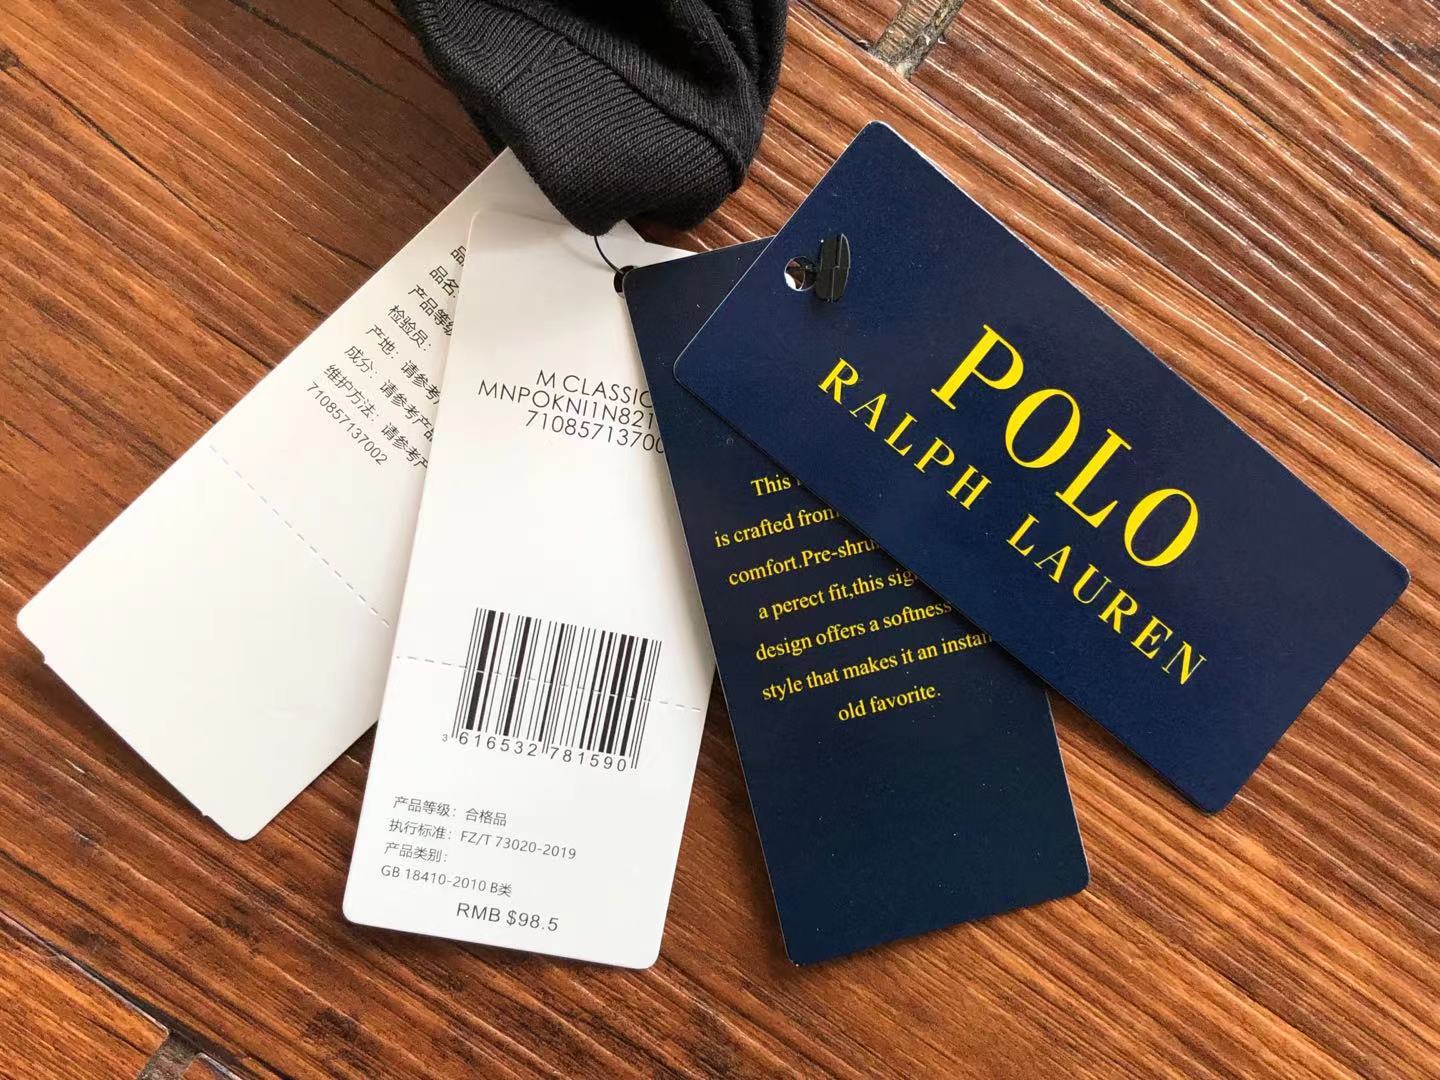 品名:
产品等级
检验员:
产地: 请参考
成分: 请参考产品
维护方法: 请参考产
710857137002
M CLASSIC
MNPOKNI1N821
71085713700
3 616532 781590
产品等级: 合格品
执行标准: FZ/T 73020-2019
产品类别:
GB 18410-2010 B类
RMB $98.5
This
is crafted from
comfort.Pre-shru
a perect fit,this sig
design offers a softness
style that makes it an instan
old favorite.
POLO
RALPH LAUREN